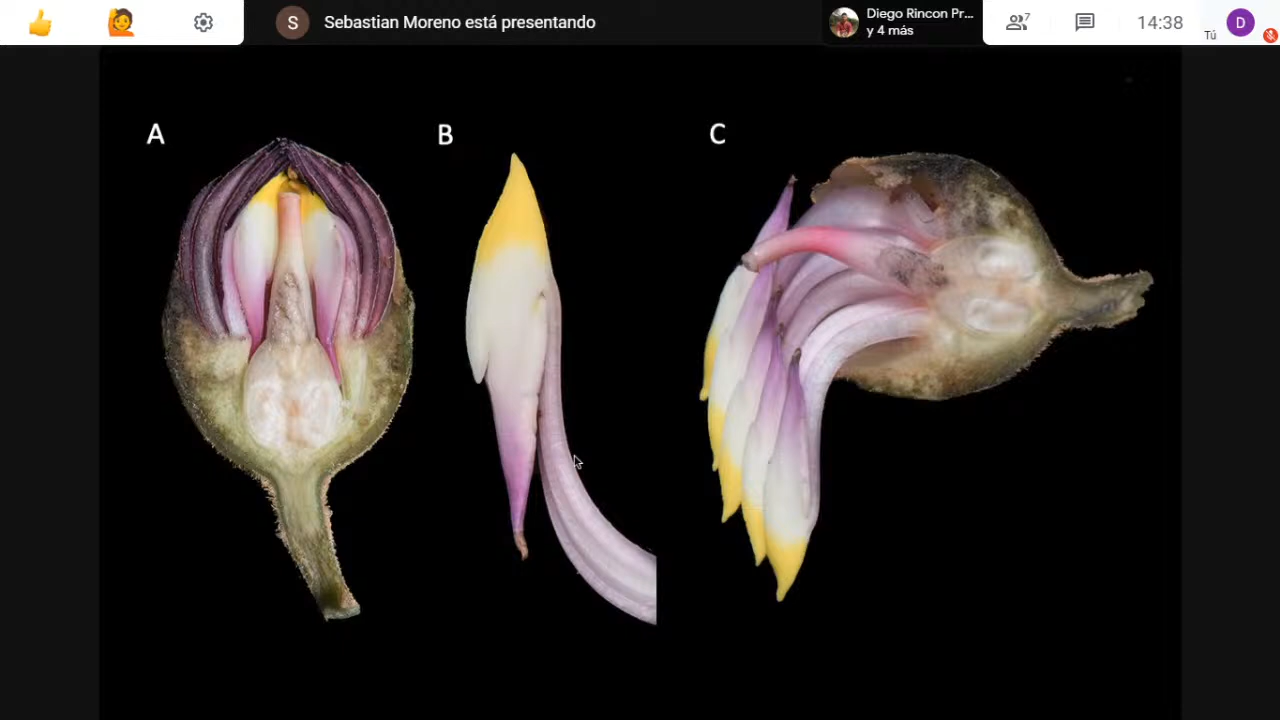 S
Sebastian Moreno está presentando
Diego Rincon Pr...
y 4 más
7
14:38
Tú
D
A
B
C